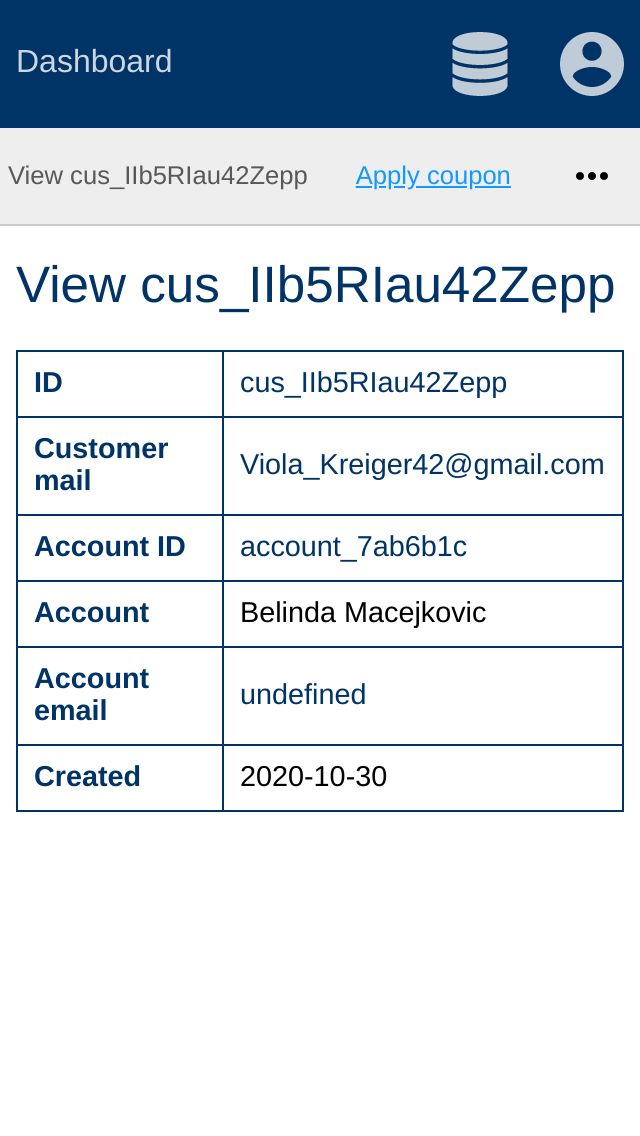 Dashboard
View cus_IIb5RIau42Zepp Apply coupon •••
View cus_IIb5RIau42Zepp
ID cus_IIb5RIau42Zepp
Customer
mail Viola_Kreiger42@gmail.com
Account ID account_7ab6b1c
Account Belinda Macejkovic
Account
email undefined
Created 2020-10-30